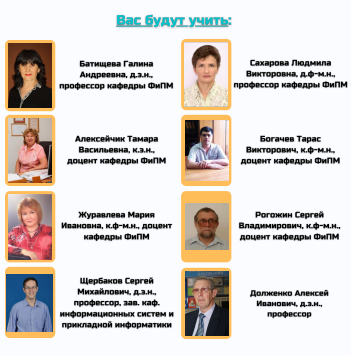 Вас будут учить:
Батищева Галина
Андреевна, д.э.н.,
профессор кафедры ФиПМ
Сахарова Людмила
Викторовна, д.ф-м.н.,
профессор кафедры ФиПМ
Алексейчик Тамара
Васильевна, к.э.н.,
доцент кафедры ФиПМ
Богачев Тарас
Викторович, к.ф-м.н.,
доцент кафедры ФиПМ
Журавлева Мария
Ивановна, к.ф-м.н., доцент
кафедры ФиПМ
Рогожин Сергей
Владимирович, к.ф-м.н.,
доцент кафедры ФиПМ
Щербаков Сергей
Михайлович, д.э.н.,
профессор, зав. каф.
информационных систем и
прикладной информатики
Долженко Алексей
Иванович, д.э.н.,
профессор